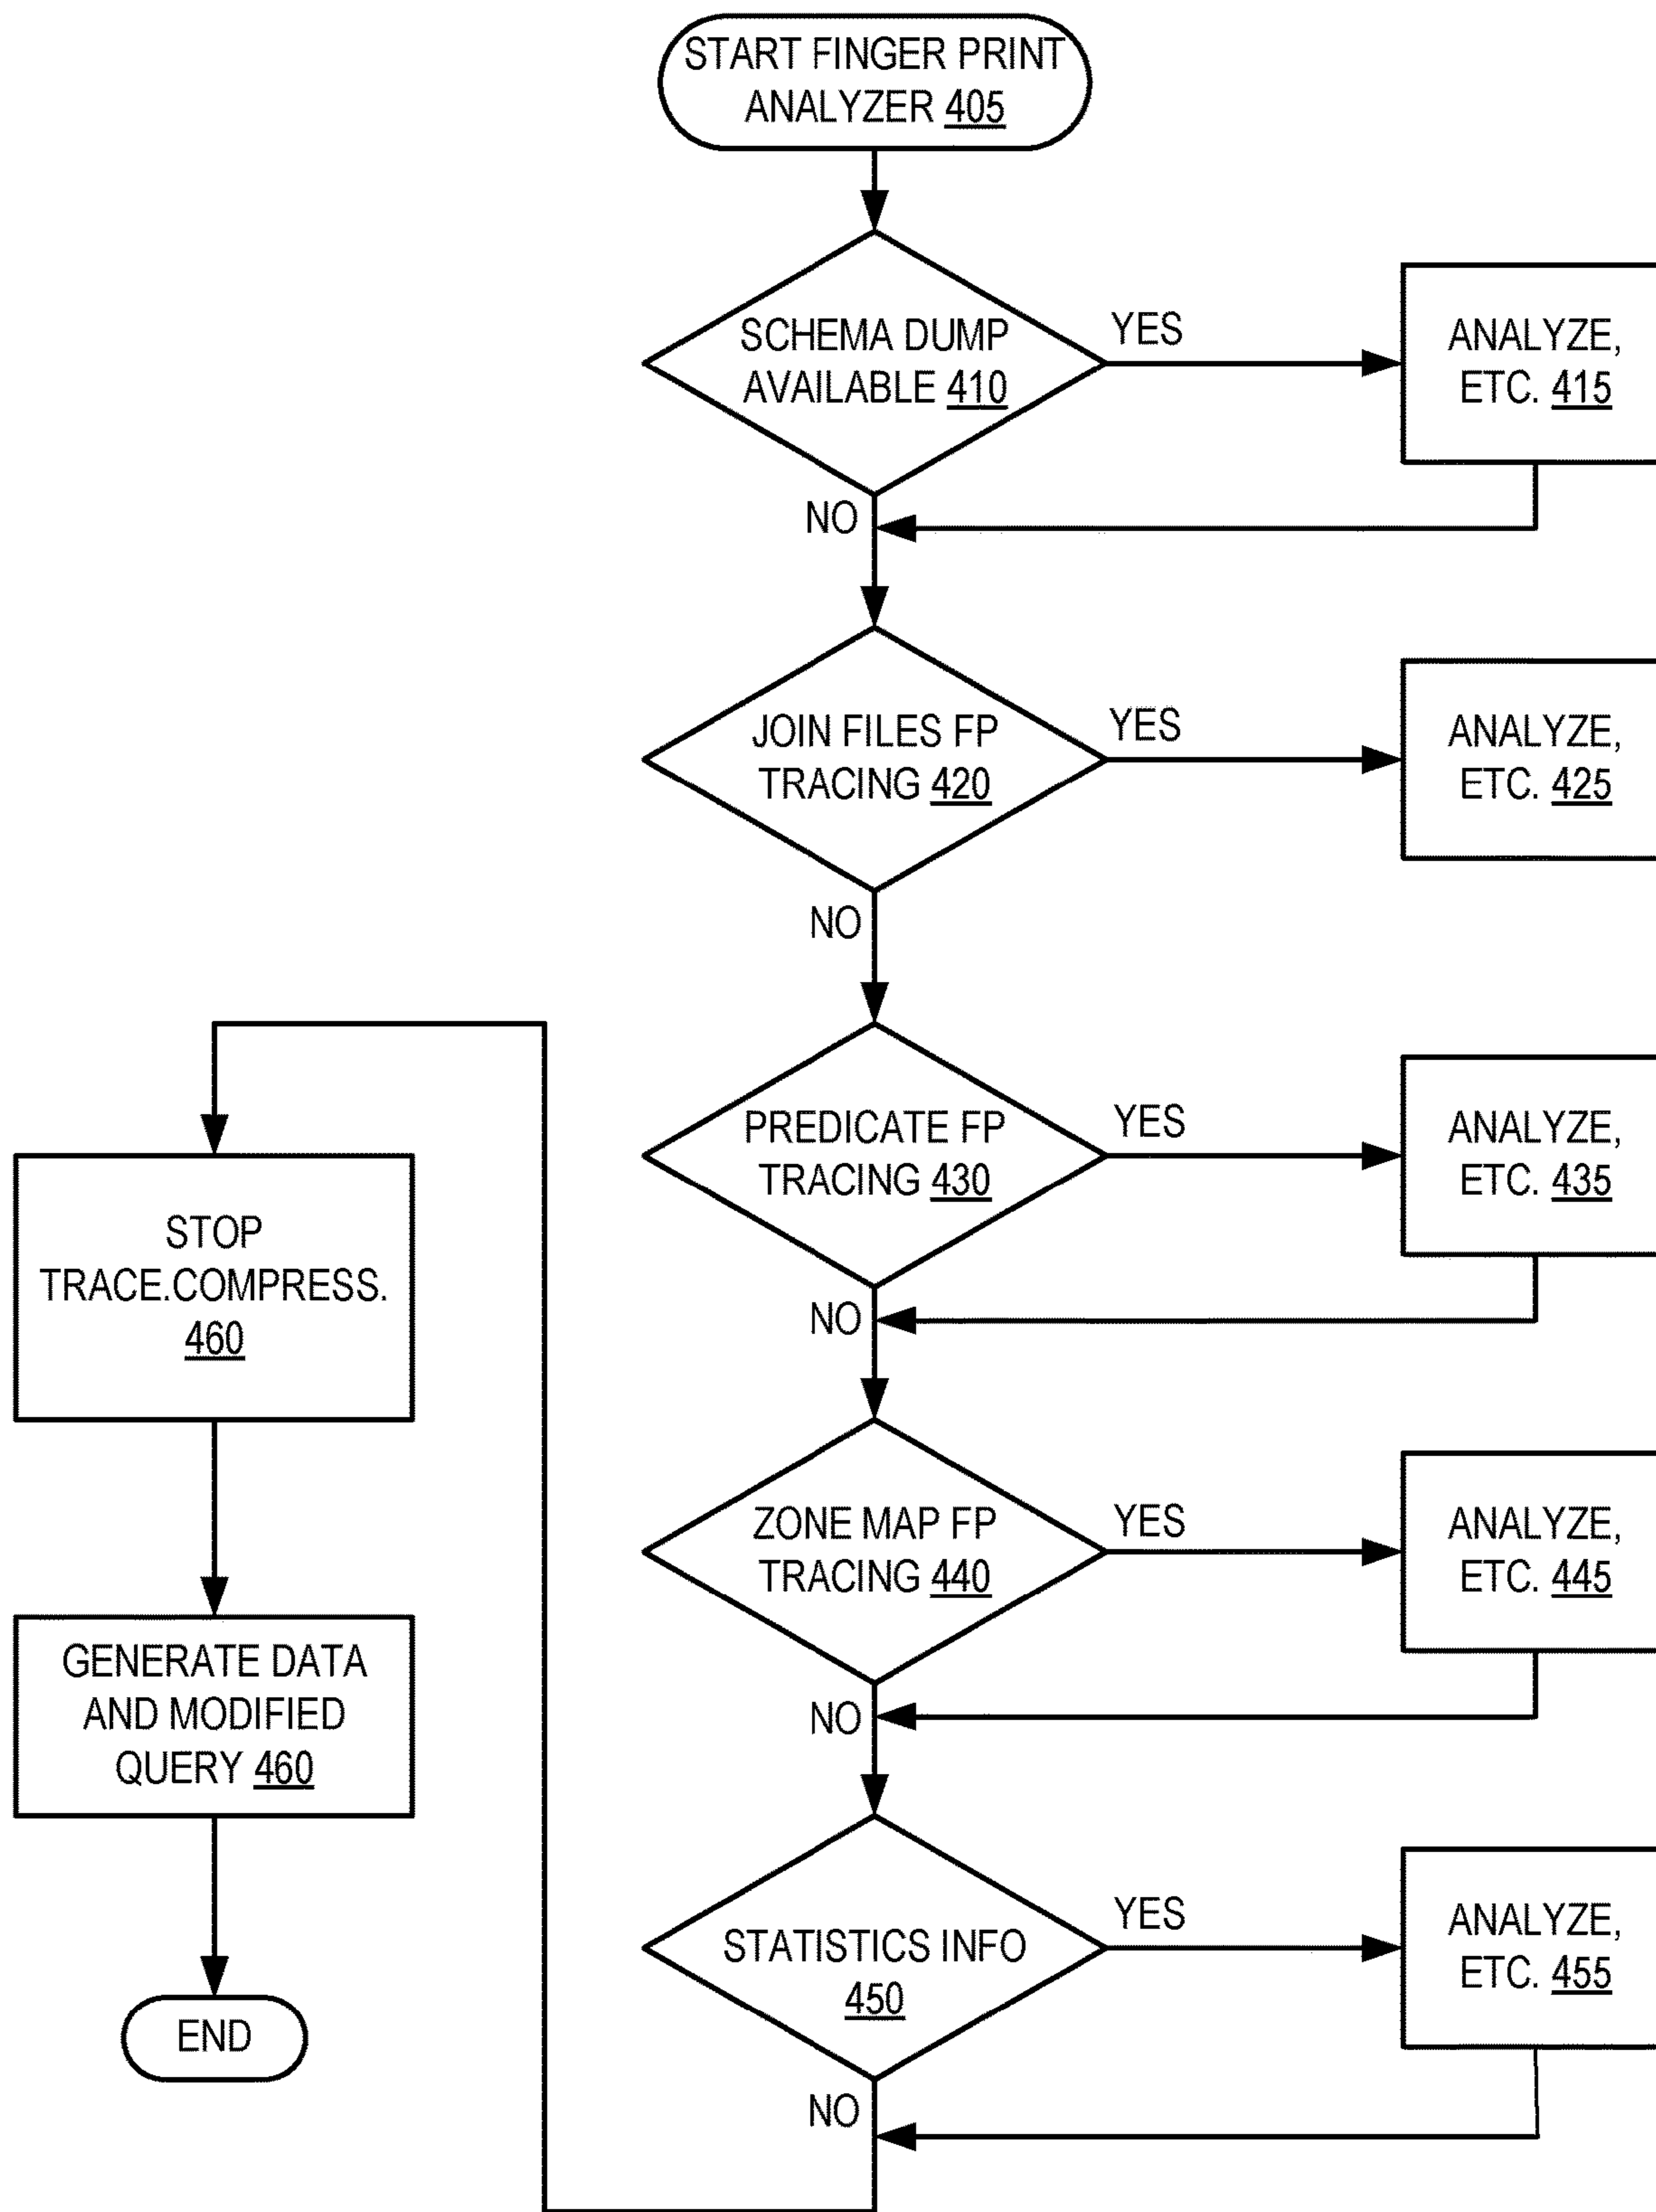 START FINGER PRINT
ANALYZER 405
SCHEMA DUMP
AVAILABLE 410
YES
ANALYZE,
ETC. 415
NO
JOIN FILES FP
TRACING 420
YES
ANALYZE,
ETC. 425
NO
PREDICATE FP
TRACING 430
YES
ANALYZE,
ETC. 435
NO
ZONE MAP FP
TRACING 440
YES
ANALYZE,
ETC. 445
NO
STATISTICS INFO
450
YES
ANALYZE,
ETC. 455
NO
STOP
TRACE.COMPRESS.
460
GENERATE DATA
AND MODIFIED
QUERY 460
END